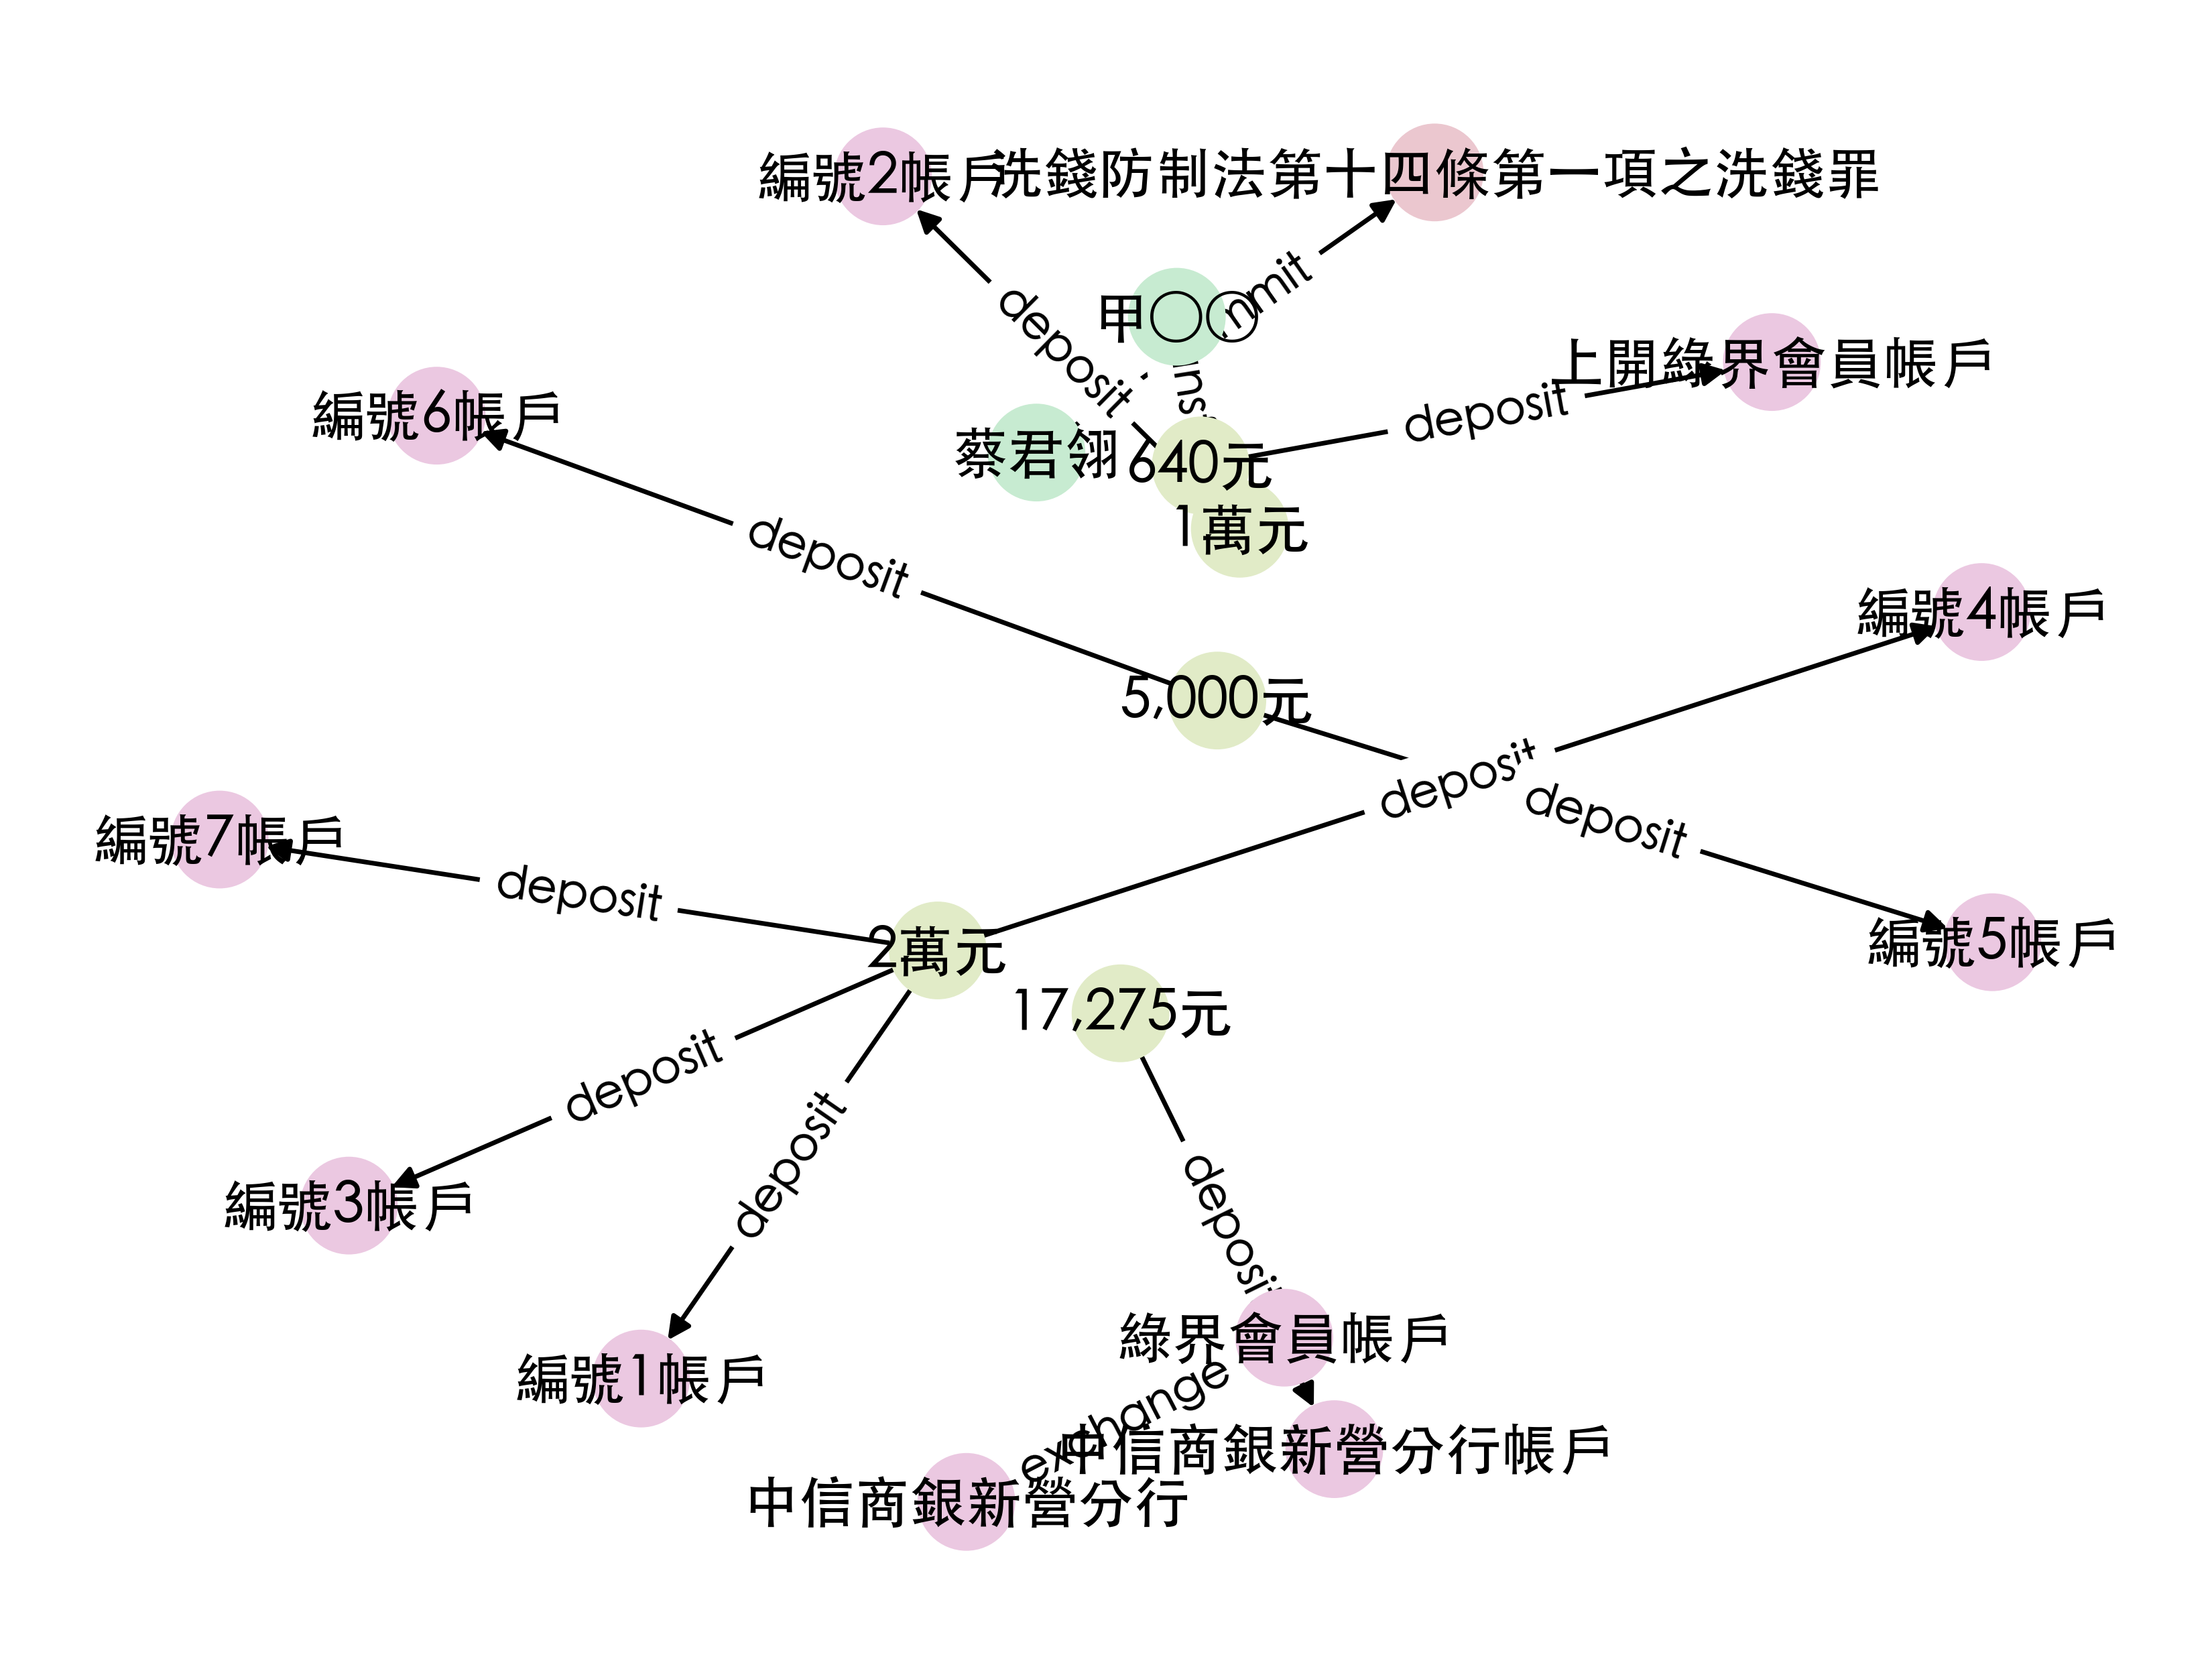 編號2帳戶
洗錢防制法第十四條第一項之洗錢罪
甲〇〇
deposit
上開綠界會員帳戶
deposit
編號6帳戶
蔡君翎
640元
1萬元
deposit
編號4帳戶
5,000元
deposit
deposit
編號7帳戶
deposit
2萬元
編號5帳戶
17,275元
deposit
deposit
編號3帳戶
deposit
綠界會員帳戶
編號1帳戶
exchange
中信商銀新營分行帳戶
中信商銀新營分行